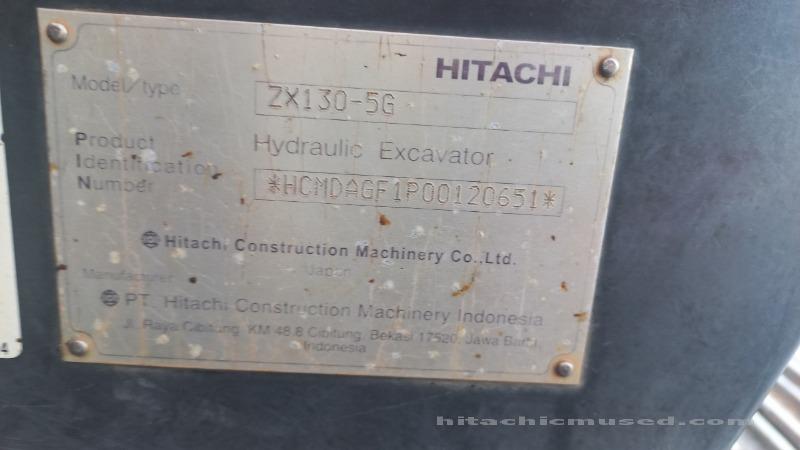 HITACHI
Model/type ZX130-5G
Product Hydraulic Excavator
Identification
Number *HCMDAGF1P00120651*
Hitachi Construction Machinery Co.,Ltd.
Japan
Manufacturer
PT. Hitachi Construction Machinery Indonesia
JL. Raya Cibitung, KM 48.8 Cibitung, Bekasi 17520, Jawa Barat,
Indonesia
4
hitachicmused.com